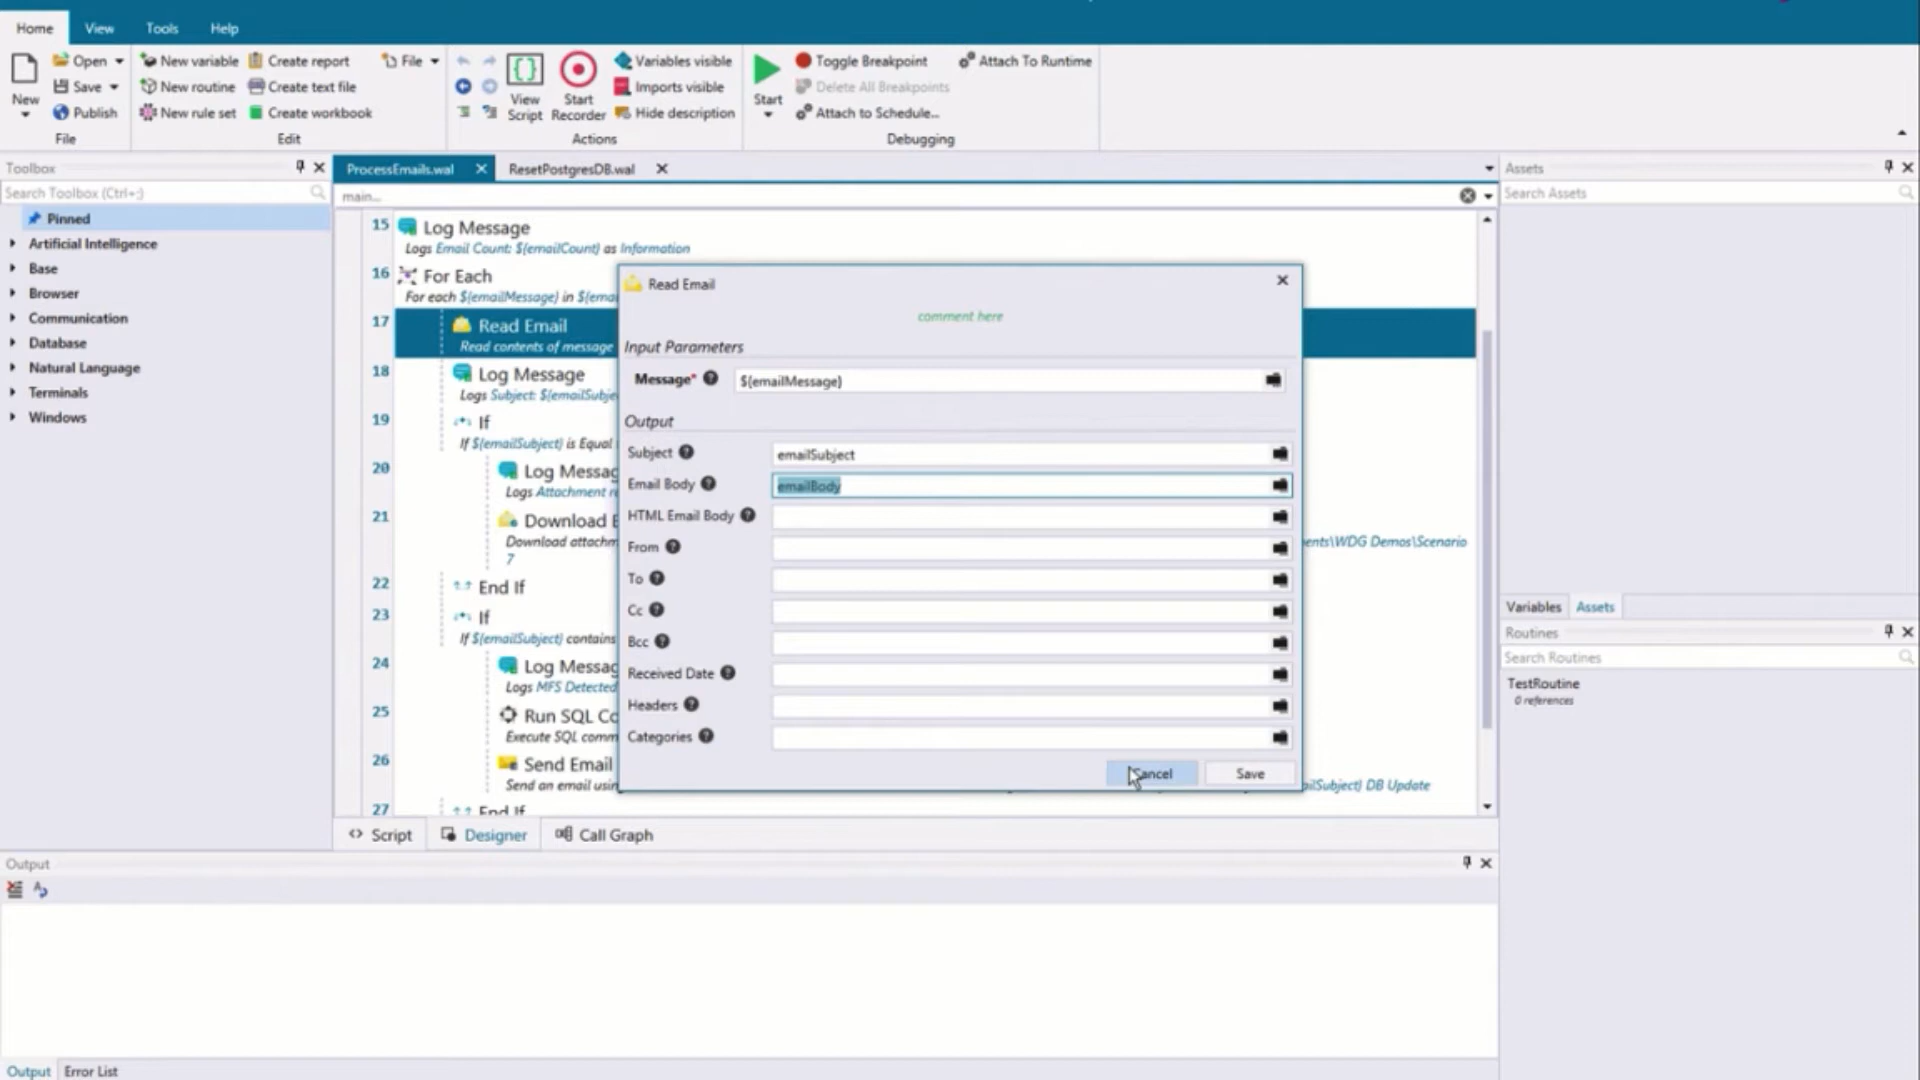 Home View Tools Help
New
Open
Save
Publish
File
New variable
New routine
New rule set
Create report
Create text file
Create workbook
File
Edit
View
Script
Start
Recorder
Variables visible
Imports visible
Hide description
Actions
Start
Toggle Breakpoint
Delete All Breakpoints
Attach to Schedule...
Attach To Runtime
Debugging
Toolbox
Search Toolbox (Ctrl+;)
Pinned
Artificial Intelligence
Base
Browser
Communication
Database
Natural Language
Terminals
Windows
ProcessEmails.wal
ResetPostgresDB.wal
main...
15 Log Message
Logs Email Count: ${emailCount} as Information
16 For Each
For each ${emailMessage} in
17 Read Email
Read contents of message
18 Log Message
Logs Subject:
19 If
If ${emailSubject} is Equal
20 Log
Logs Attachment
21 Download
Download
7
22 End If
23 If
If ${emailSubject} contains
24 Log
Logs MFS Detected
25 Run SQL
Execute SQL
26 Send Email
Send an email
27 End If
Read Email
comment here
Input Parameters
Message* ${emailMessage}
Output
Subject emailSubject
Email Body emailBody
HTML Email Body
From
To
Cc
Bcc
Received Date
Headers
Categories
Cancel Save
ents\WDG Demos\Scenario
ilSubject} DB Update
Script Designer Call Graph
Output
Output Error List
Assets
Search Assets
Variables Assets
Routines
Search Routines
TestRoutine
0 references